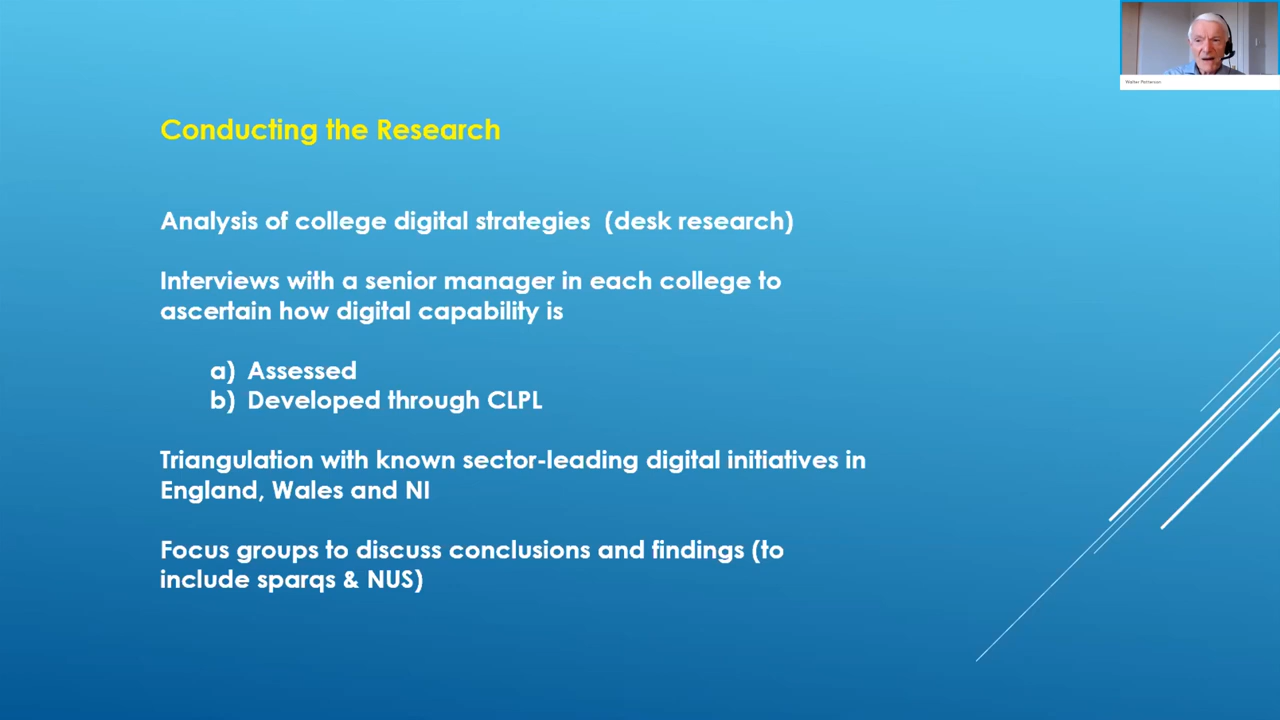 Walter Patterson
Conducting the Research
Analysis of college digital strategies (desk research)
Interviews with a senior manager in each college to
ascertain how digital capability is
a) Assessed
b) Developed through CLPL
Triangulation with known sector-leading digital initiatives in
England, Wales and NI
Focus groups to discuss conclusions and findings (to
include sparqs & NUS)